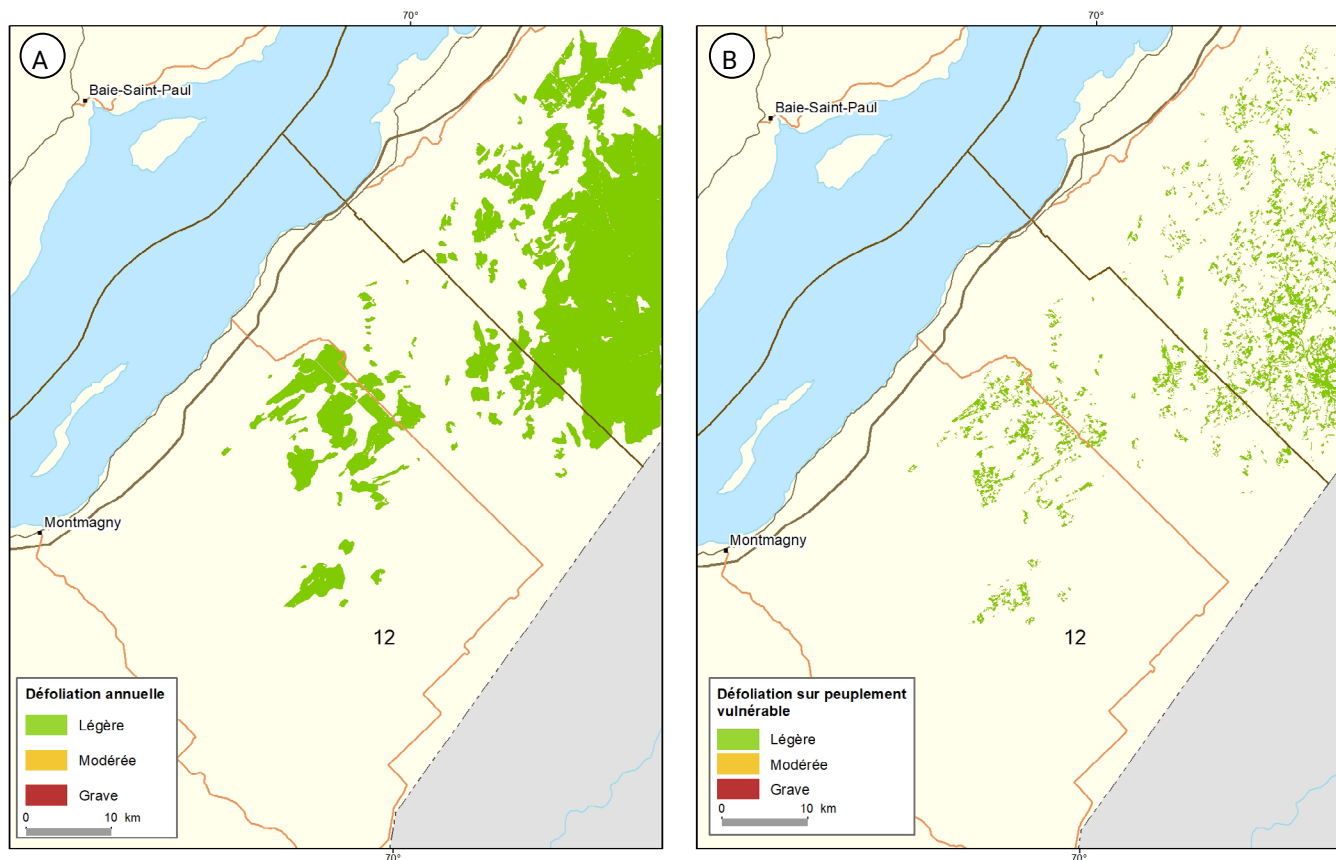 70°
A
Baie-Saint-Paul
Montmagny
12
Défoliation annuelle
Légère
Modérée
Grave
0 10 km
70°
70°
B
Baie-Saint-Paul
Montmagny
12
Défoliation sur peuplement
vulnérable
Légère
Modérée
Grave
0 10 km
70°